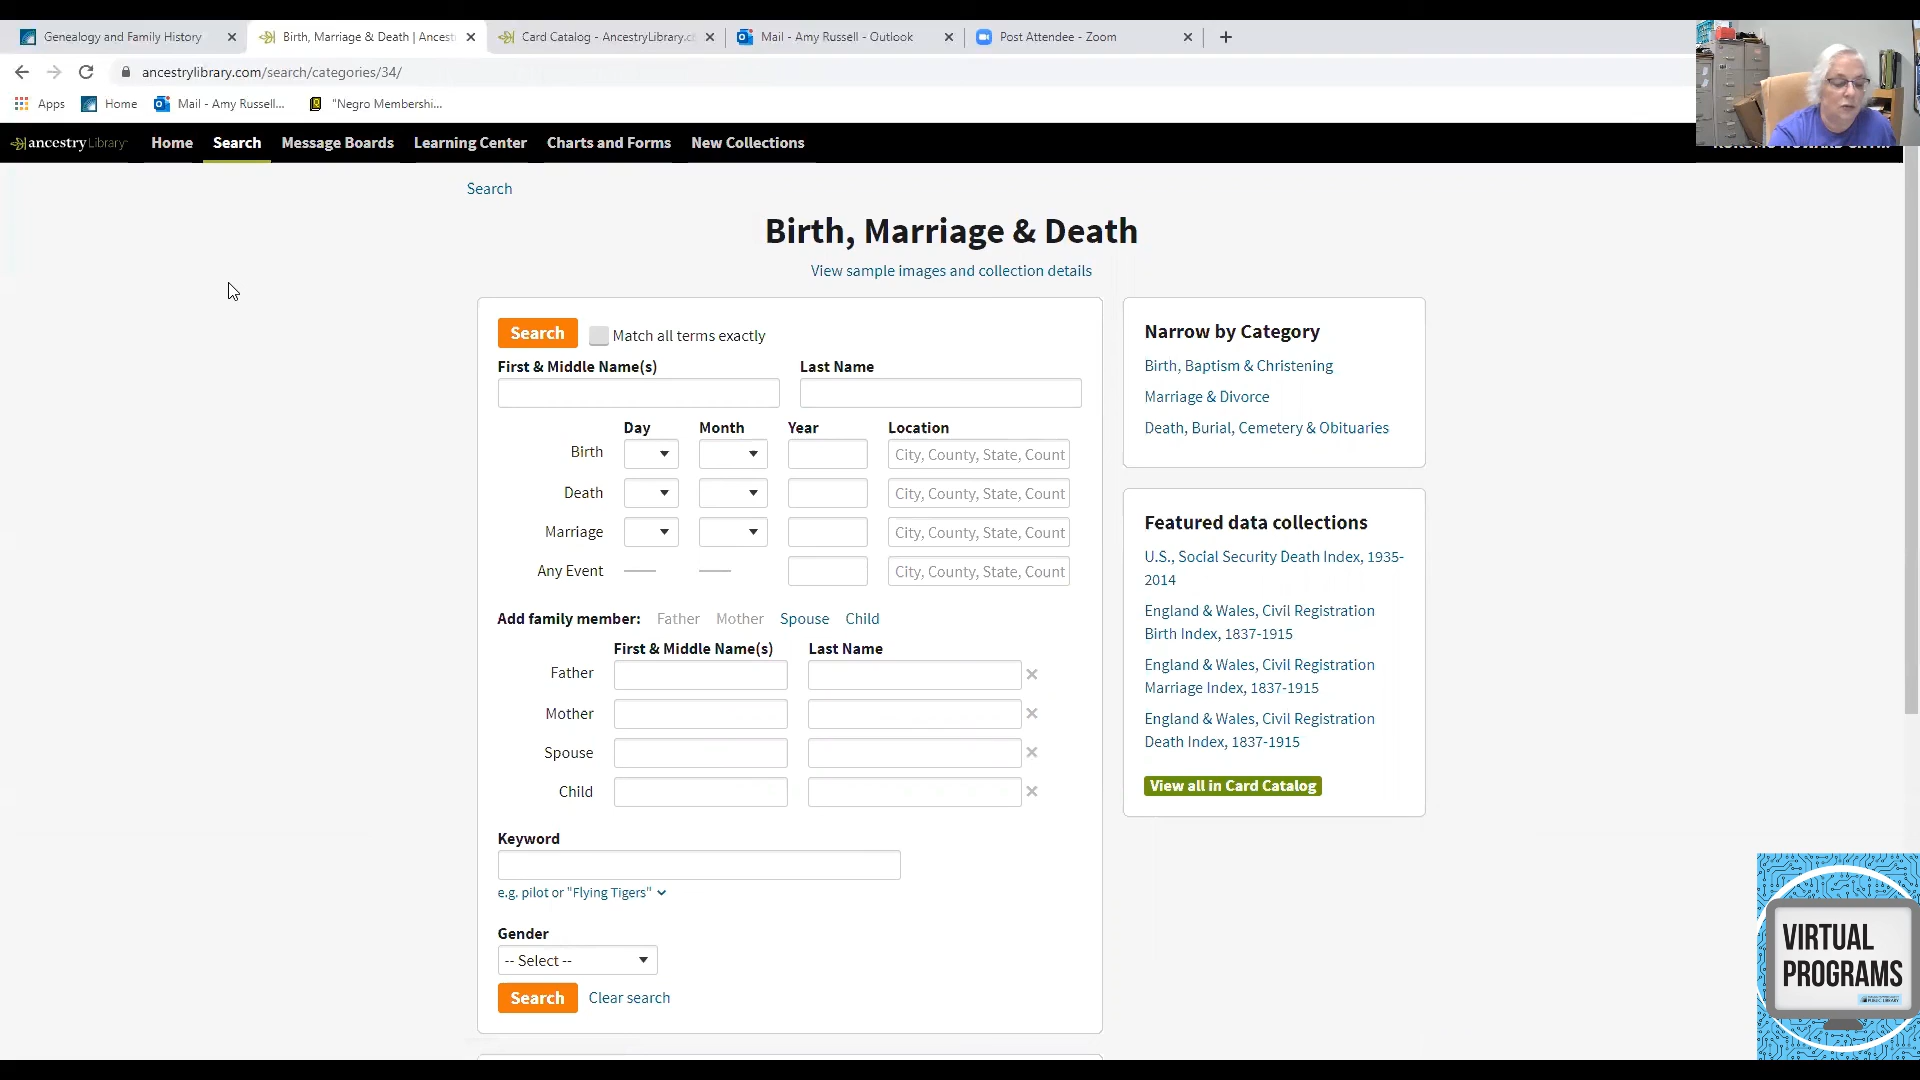 Genealogy and Family History
Birth, Marriage & Death | Ancest
Card Catalog - AncestryLibrary.c
Mail - Amy Russell - Outlook
Post Attendee - Zoom
ancestrylibrary.com/search/categories/34/
Apps
Home
Mail - Amy Russell...
"Negro Membershi...
ancestryLibrary
Home
Search
Message Boards
Learning Center
Charts and Forms
New Collections
Search
Birth, Marriage & Death
View sample images and collection details
Search
Match all terms exactly
First & Middle Name(s)
Last Name
Day
Month
Year
Location
Birth
City, County, State, Count
Death
City, County, State, Count
Marriage
City, County, State, Count
Any Event
City, County, State, Count
Add family member:
Father
Mother
Spouse
Child
First & Middle Name(s)
Last Name
Father
Mother
Spouse
Child
Keyword
e.g. pilot or "Flying Tigers"
Gender
-- Select --
Search
Clear search
Narrow by Category
Birth, Baptism & Christening
Marriage & Divorce
Death, Burial, Cemetery & Obituaries
Featured data collections
U.S., Social Security Death Index, 1935-
2014
England & Wales, Civil Registration
Birth Index, 1837-1915
England & Wales, Civil Registration
Marriage Index, 1837-1915
England & Wales, Civil Registration
Death Index, 1837-1915
View all in Card Catalog
VIRTUAL
PROGRAMS
PUBLIC LIBRARY